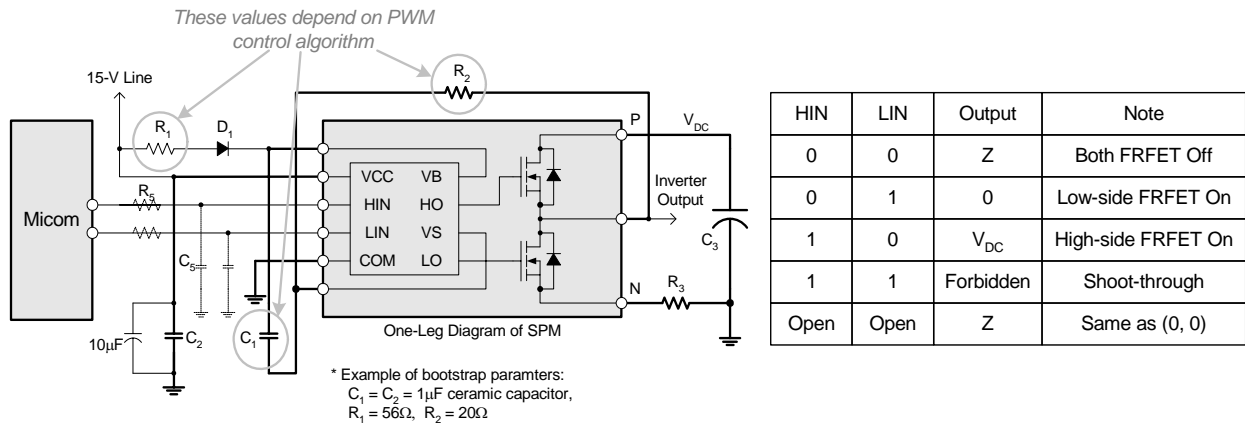 These values depend on PWM
control algorithm
15-V Line
R1
D1
R2
Micom
R5
C5
10μF
C2
C1
VCC VB
HIN HO
LIN VS
COM LO
P
VDC
Inverter
Output
C3
N
R3
One-Leg Diagram of SPM
* Example of bootstrap paramters:
C1 = C2 = 1μF ceramic capacitor,
R1 = 56Ω, R2 = 20Ω
HIN LIN Output Note
0 0 Z Both FRFET Off
0 1 0 Low-side FRFET On
1 0 VDC High-side FRFET On
1 1 Forbidden Shoot-through
Open Open Z Same as (0, 0)